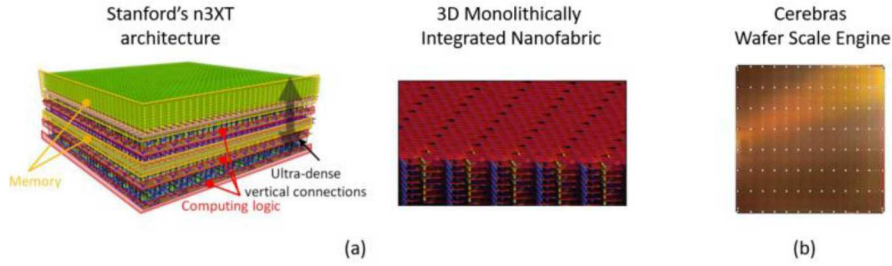 Stanford's n3XT
architecture
3D Monolithically
Integrated Nanofabric
Cerebras
Wafer Scale Engine
Memory
Ultra-dense
vertical connections
Computing logic
(a)
(b)